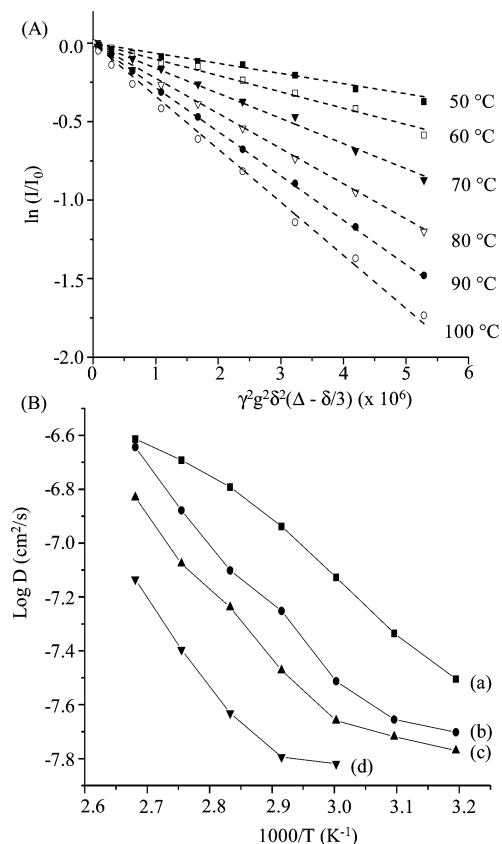 (A)
0.0
-0.5
-1.0
-1.5
-2.0
ln (I/I₀)
50 °C
60 °C
70 °C
80 °C
90 °C
100 °C
0 1 2 3 4 5 6
γ²g²δ²(Δ - δ/3) (x 10⁶)
(B)
-6.6
-6.8
-7.0
-7.2
-7.4
-7.6
-7.8
Log D (cm²/s)
(a)
(b)
(c)
(d)
2.6 2.7 2.8 2.9 3.0 3.1 3.2
1000/T (K⁻¹)